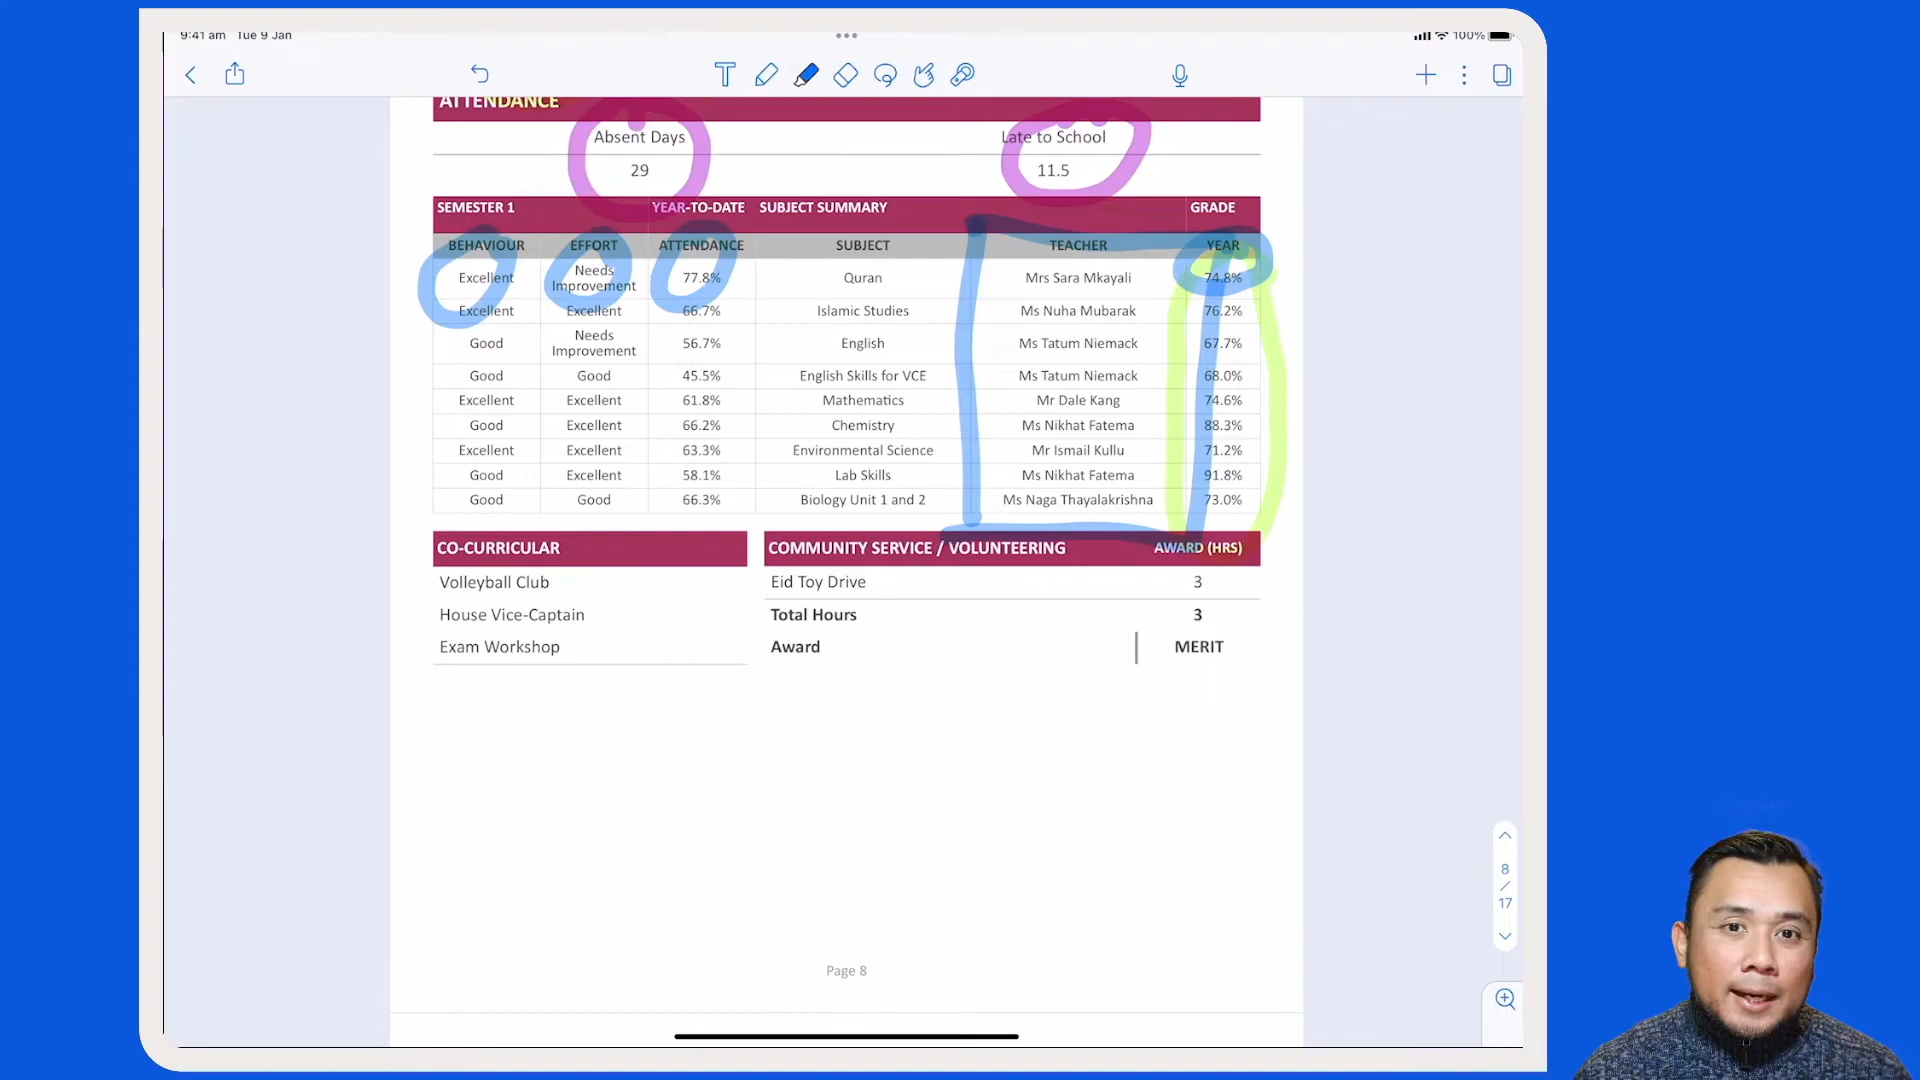 9:41 am Tue 9 Jan
100%
ATTENDANCE
Absent Days Late to School
29 11.5
SEMESTER 1 YEAR-TO-DATE SUBJECT SUMMARY GRADE
BEHAVIOUR EFFORT ATTENDANCE SUBJECT TEACHER YEAR
Excellent Needs Improvement 77.8% Quran Mrs Sara Mkayali 74.8%
Excellent Excellent 66.7% Islamic Studies Ms Nuha Mubarak 76.2%
Good Needs Improvement 56.7% English Ms Tatum Niemack 67.7%
Good Good 45.5% English Skills for VCE Ms Tatum Niemack 68.0%
Excellent Excellent 61.8% Mathematics Mr Dale Kang 74.6%
Good Excellent 66.2% Chemistry Ms Nikhat Fatema 88.3%
Excellent Excellent 63.3% Environmental Science Mr Ismail Kullu 71.2%
Good Excellent 58.1% Lab Skills Ms Nikhat Fatema 91.8%
Good Good 66.3% Biology Unit 1 and 2 Ms Naga Thayalakrishna 73.0%
CO-CURRICULAR
Volleyball Club
House Vice-Captain
Exam Workshop
COMMUNITY SERVICE / VOLUNTEERING AWARD (HRS)
Eid Toy Drive 3
Total Hours 3
Award MERIT
8
/
17
Page 8